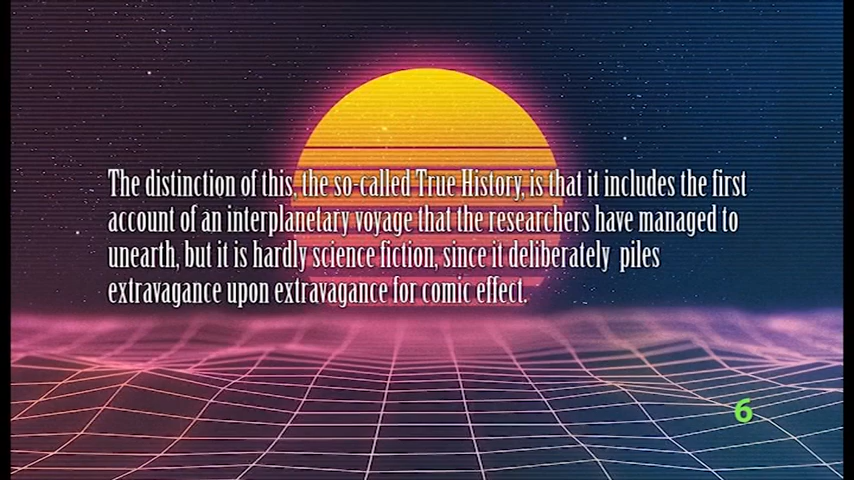 The distinction of this, the so-called True History, is that it includes the first
account of an interplanetary voyage that the researchers have managed to
unearth, but it is hardly science fiction, since it deliberately piles
extravagance upon extravagance for comic effect.
6